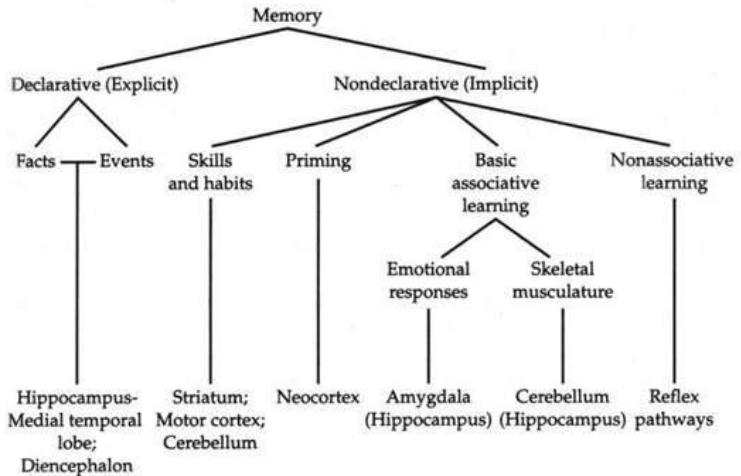 Memory
Declarative (Explicit)
Nondeclarative (Implicit)
Facts
Events
Skills
and habits
Priming
Basic
associative
learning
Nonassociative
learning
Emotional
responses
Skeletal
musculature
Hippocampus-
Medial temporal
lobe;
Diencephalon
Striatum;
Motor cortex;
Cerebellum
Neocortex
Amygdala
(Hippocampus)
Cerebellum
(Hippocampus)
Reflex
pathways